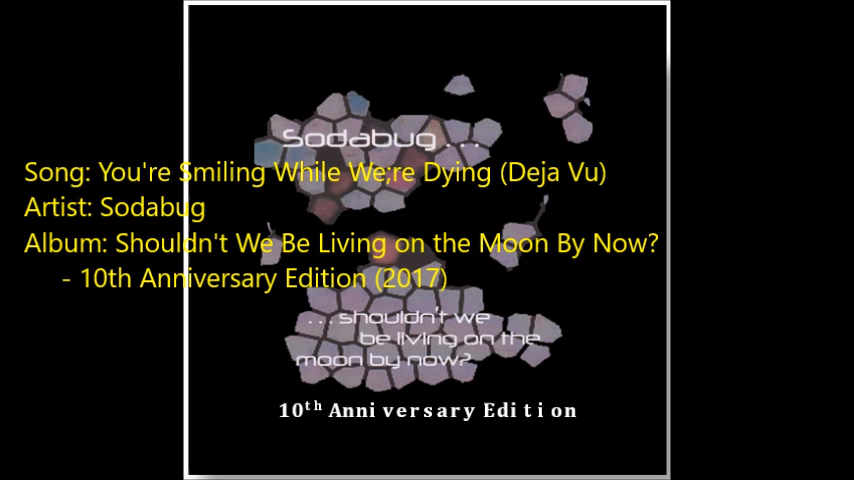 Sodabug . . .
Song: You're Smiling While We;re Dying (Deja Vu)
Artist: Sodabug
Album: Shouldn't We Be Living on the Moon By Now?
- 10th Anniversary Edition (2017)
. . . shouldn't we
be living on the
moon by now?
10th Anniversary Edition